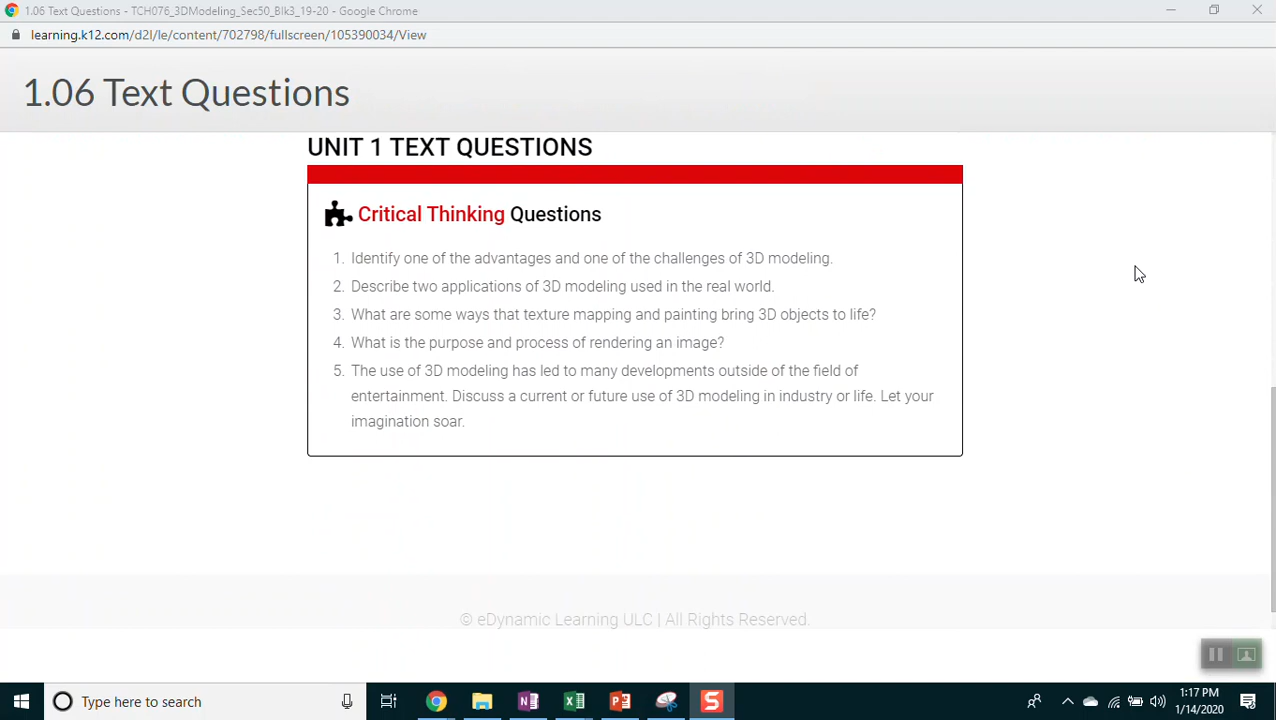 1.06 Text Questions - TCH076_3DModeling_Sec50_Blk3_19-20 - Google Chrome
learning.k12.com/d2l/le/content/702798/fullscreen/105390034/View
1.06 Text Questions
UNIT 1 TEXT QUESTIONS
Critical Thinking Questions
1. Identify one of the advantages and one of the challenges of 3D modeling.
2. Describe two applications of 3D modeling used in the real world.
3. What are some ways that texture mapping and painting bring 3D objects to life?
4. What is the purpose and process of rendering an image?
5. The use of 3D modeling has led to many developments outside of the field of
entertainment. Discuss a current or future use of 3D modeling in industry or life. Let your
imagination soar.
© eDynamic Learning ULC | All Rights Reserved.
Type here to search
1:17 PM
1/14/2020